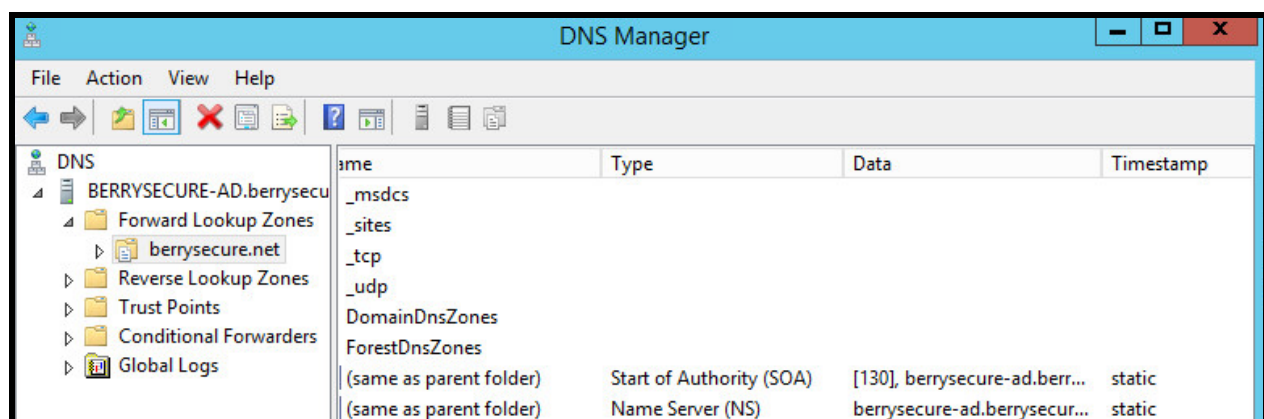 DNS Manager
File Action View Help
DNS
BERRYSECURE-AD.berrysecu
Forward Lookup Zones
berrysecure.net
Reverse Lookup Zones
Trust Points
Conditional Forwarders
Global Logs
ame Type Data Timestamp
_msdcs
_sites
_tcp
_udp
DomainDnsZones
ForestDnsZones
(same as parent folder) Start of Authority (SOA) [130], berrysecure-ad.berr... static
(same as parent folder) Name Server (NS) berrysecure-ad.berrysecur... static